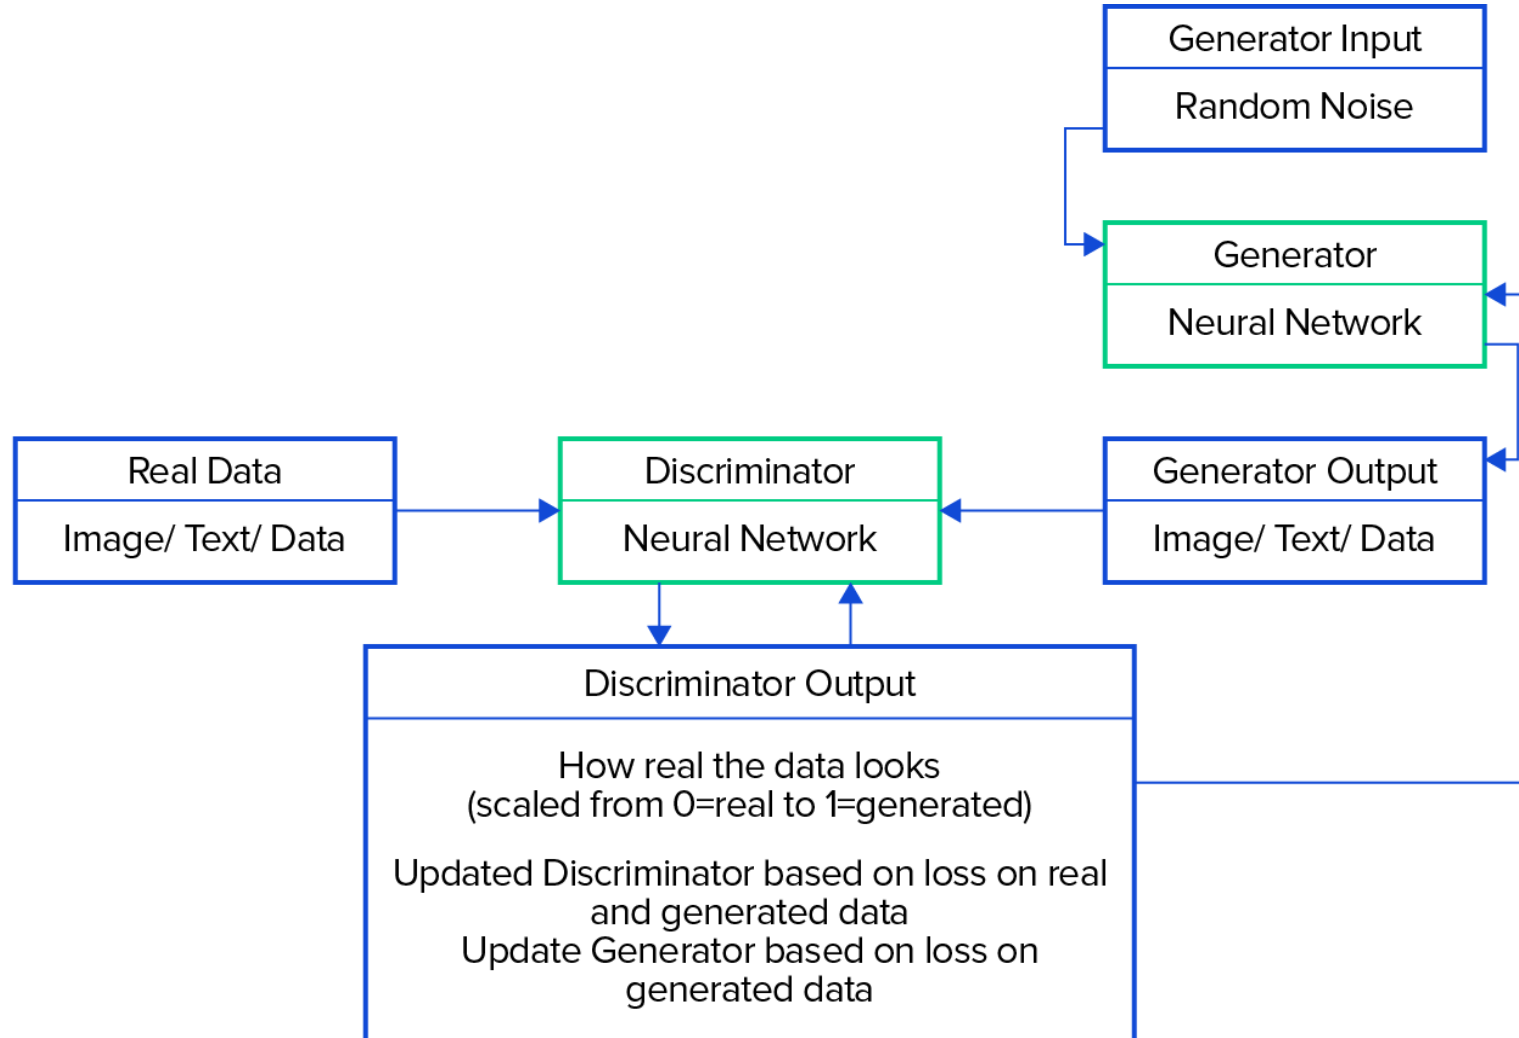 Generator Input
Random Noise
Generator
Neural Network
Real Data
Image/ Text/ Data
Discriminator
Neural Network
Generator Output
Image/ Text/ Data
Discriminator Output
How real the data looks
(scaled from 0=real to 1=generated)
Updated Discriminator based on loss on real
and generated data
Update Generator based on loss on
generated data